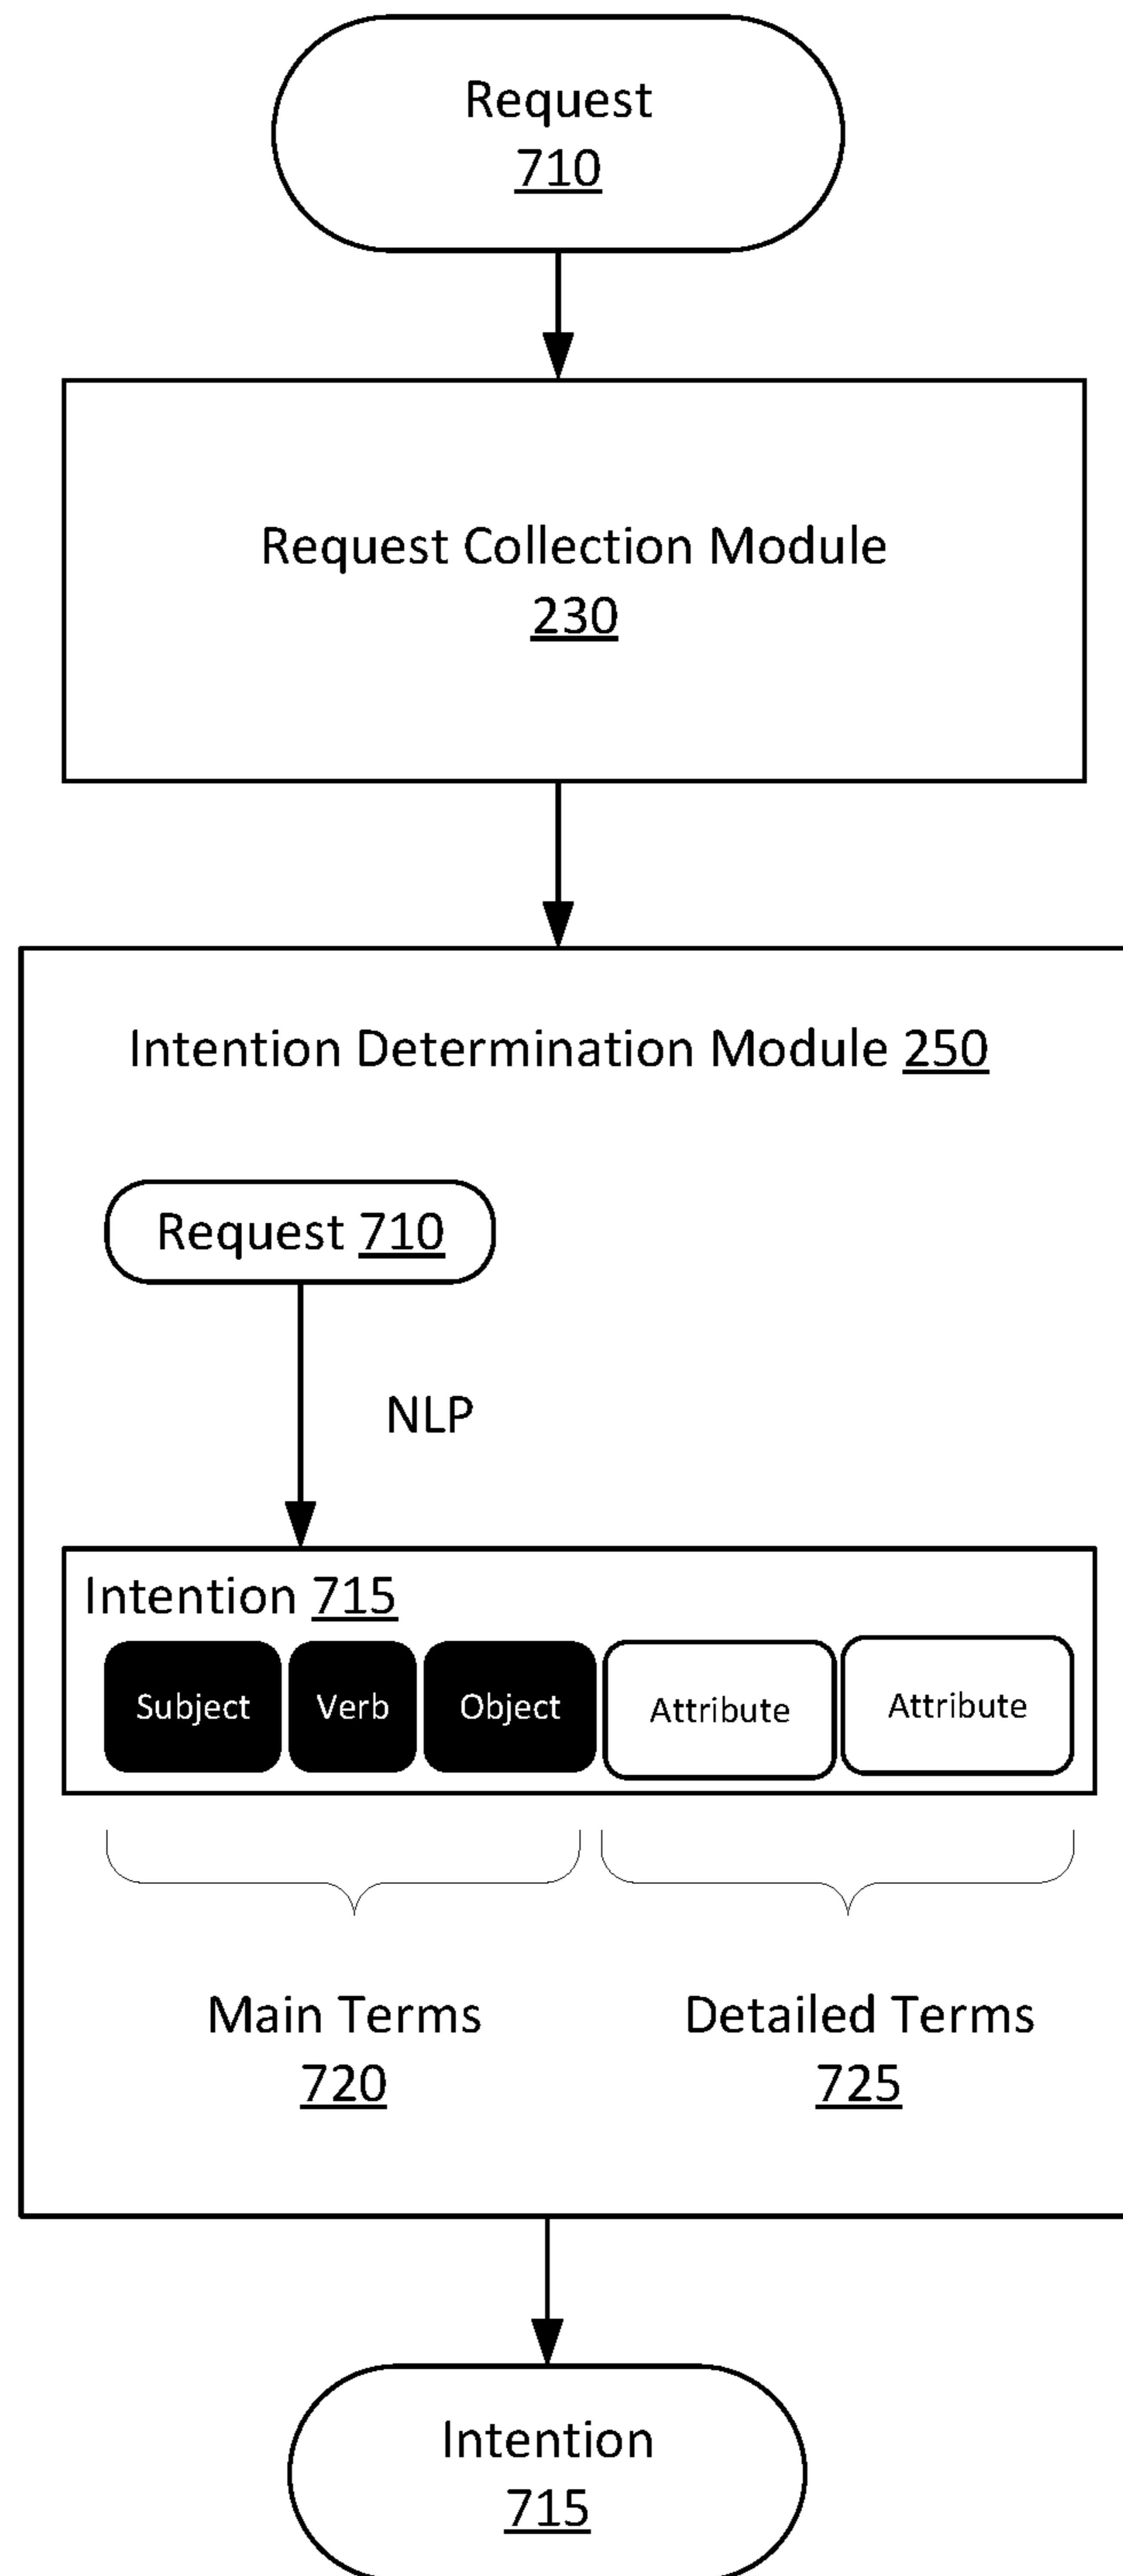 Request
710
Request Collection Module
230
Intention Determination Module 250
Request 710
NLP
Intention 715
Subject Verb Object Attribute Attribute
Main Terms
720
Detailed Terms
725
Intention
715